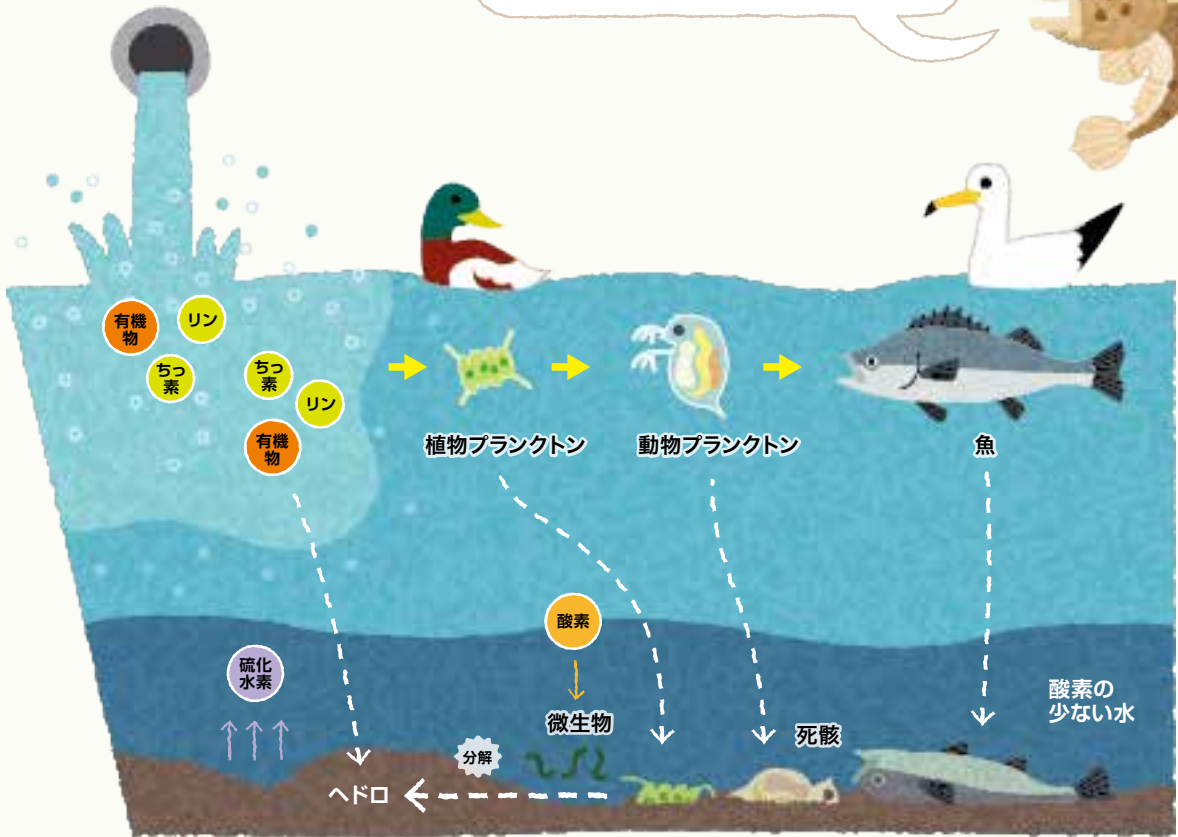 有機
物
リン
ちっ
素
ちっ
素
リン
有機
物
植物プランクトン
動物プランクトン
魚
酸素
硫化
水素
微生物
酸素の
少ない水
死骸
分解
ヘドロ